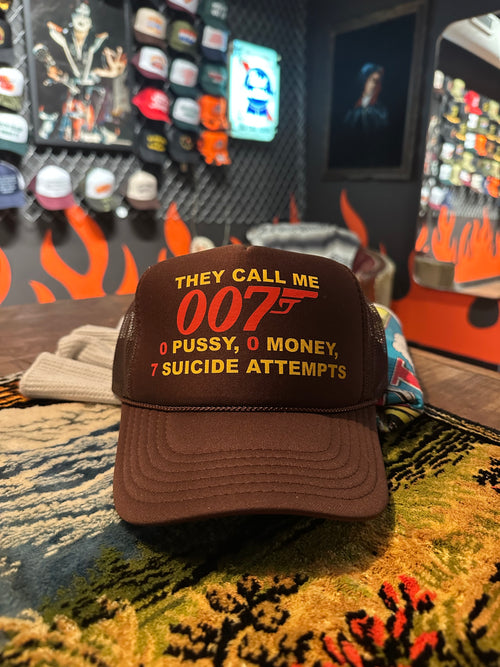 THEY CALL ME
007
0 PUSSY, 0 MONEY,
7 SUICIDE ATTEMPTS